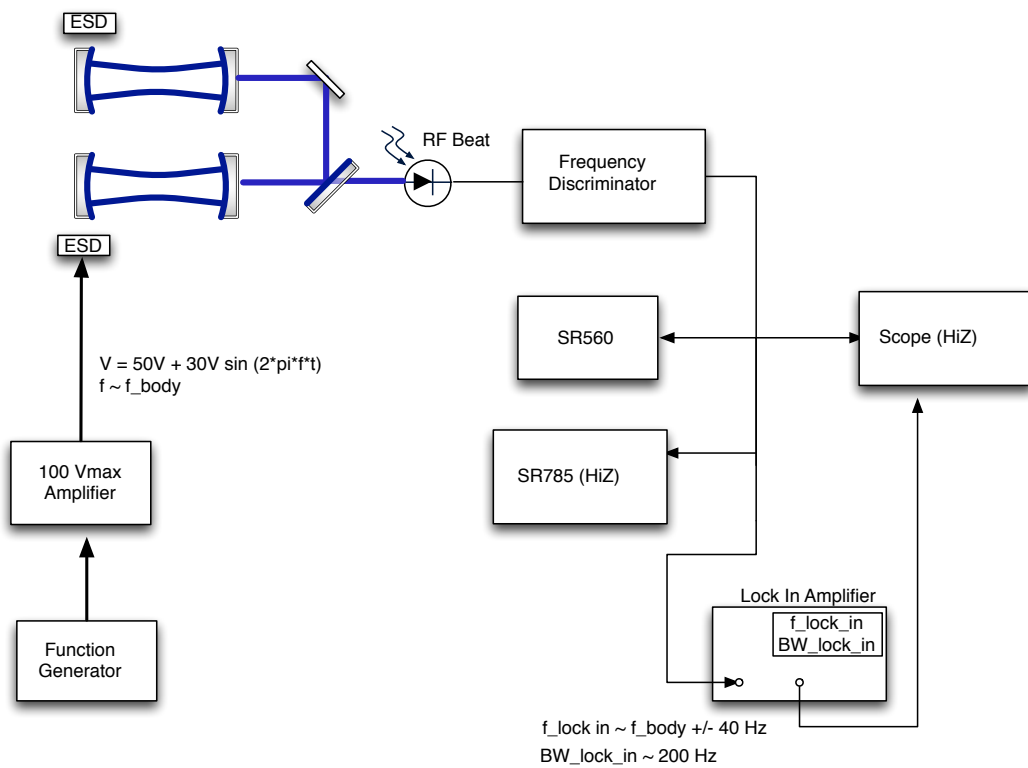 ESD
RF Beat
Frequency
Discriminator
ESD
SR560
Scope (HiZ)
V = 50V + 30V sin (2*pi*f*t)
f ~ f_body
100 Vmax
Amplifier
SR785 (HiZ)
Lock In Amplifier
f_lock_in
BW_lock_in
Function
Generator
f_lock in ~ f_body +/- 40 Hz
BW_lock_in ~ 200 Hz